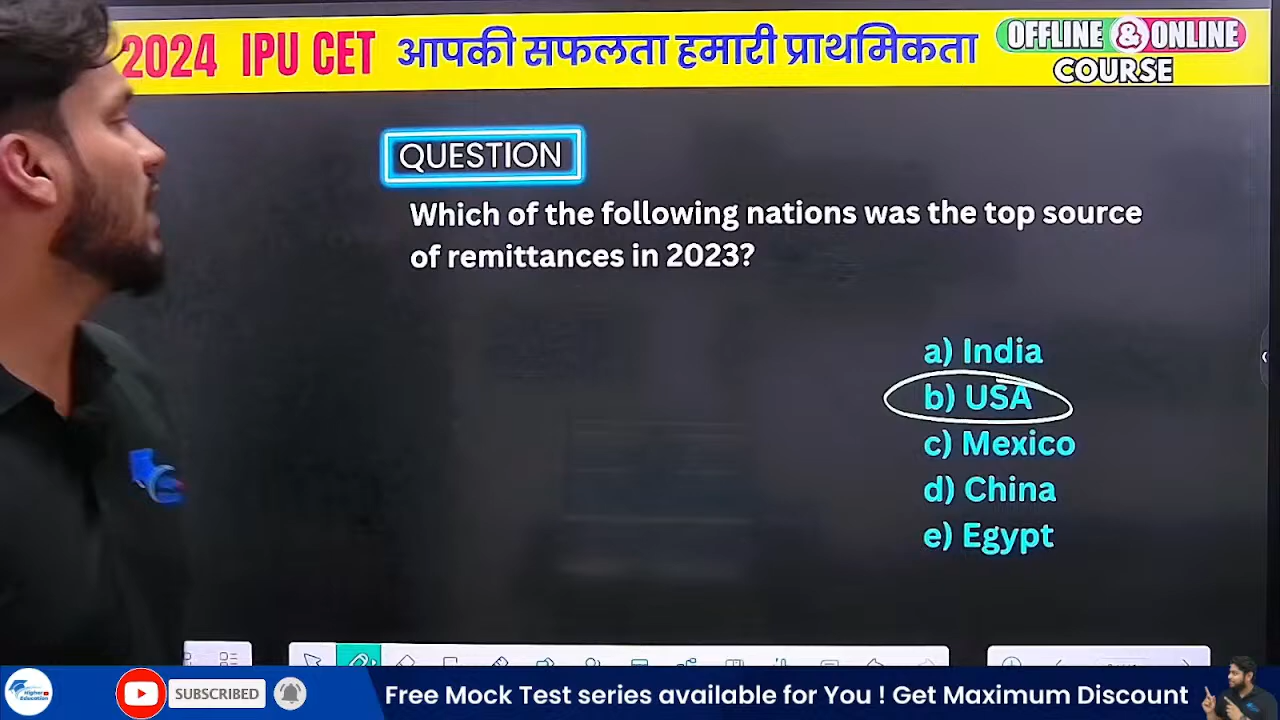 2024 IPU CET आपकी सफलता हमारी प्राथमिकता OFFLINE & ONLINE
COURSE
QUESTION
Which of the following nations was the top source
of remittances in 2023?
a) India
b) USA
c) Mexico
d) China
e) Egypt
Higher
Education
SUBSCRIBED
Free Mock Test series available for You ! Get Maximum Discount